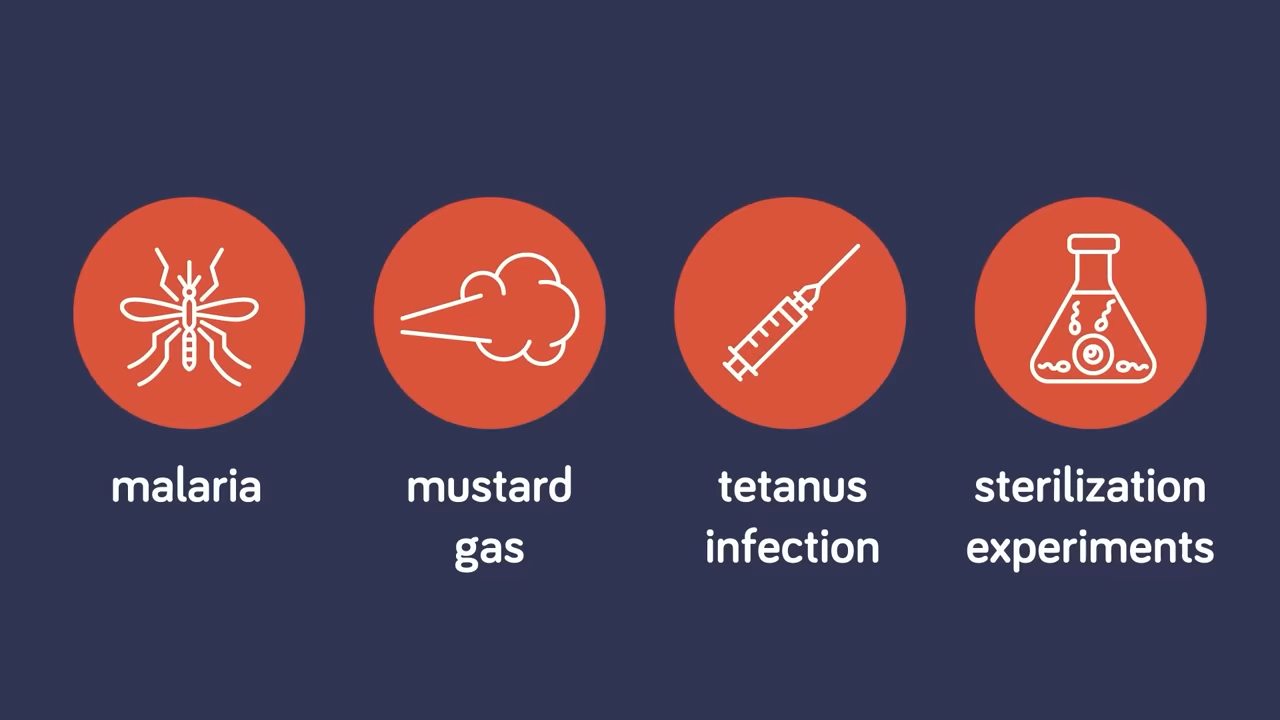 malaria
mustard
gas
tetanus
infection
sterilization
experiments